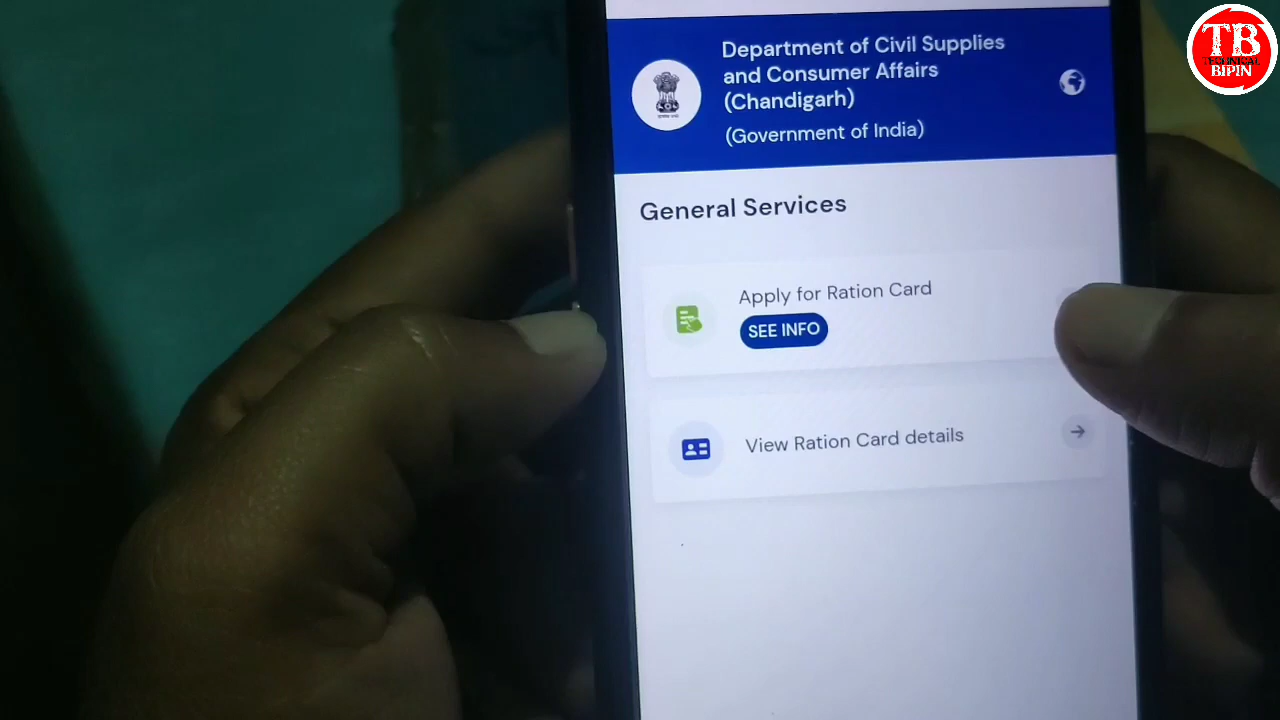 Department of Civil Supplies
and Consumer Affairs
(Chandigarh)
(Government of India)
General Services
Apply for Ration Card
SEE INFO
View Ration Card details
TB
TECHNICAL
BIPIN